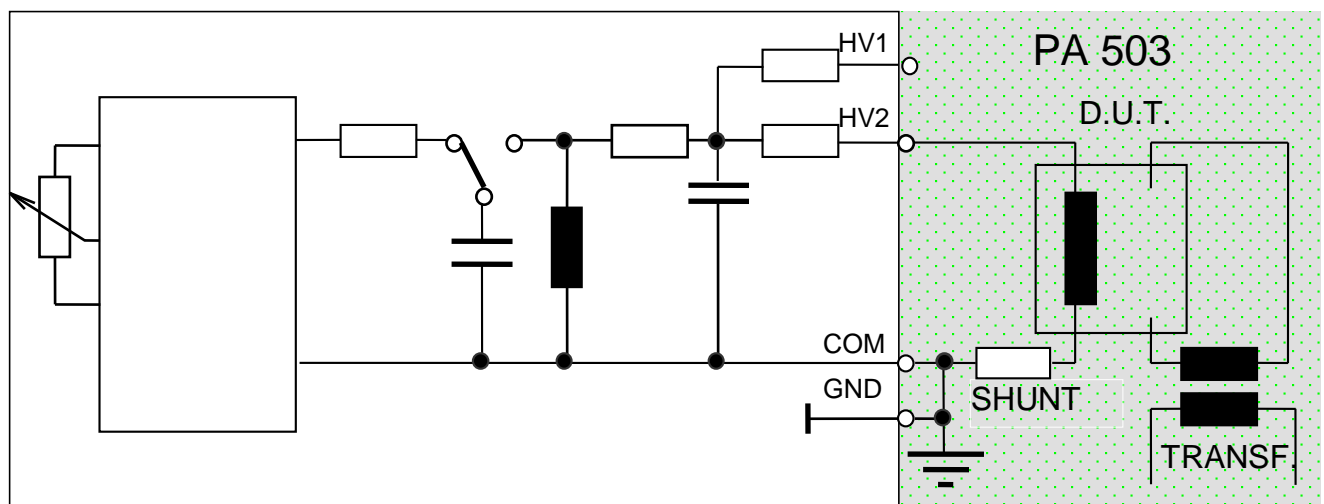 HV1
PA 503
HV2
D.U.T.
COM
GND
SHUNT
TRANSF.